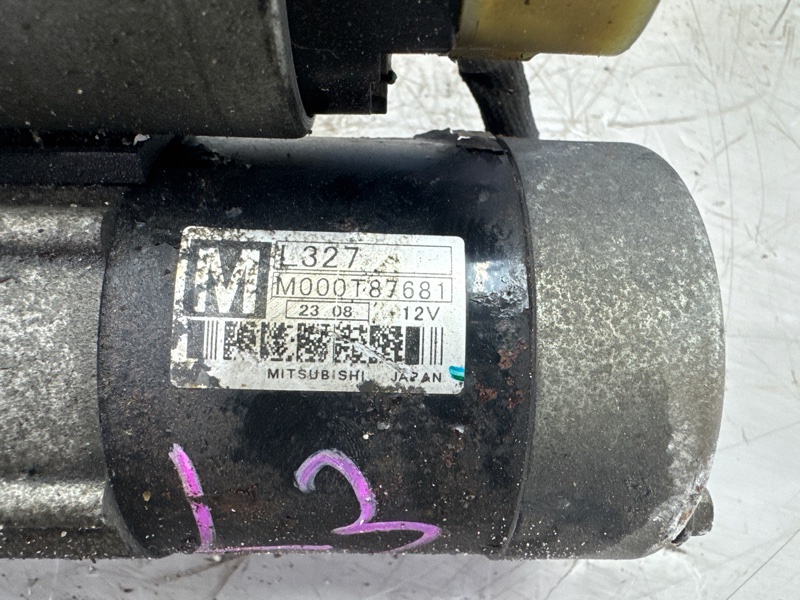 M
L327
M000T87681
23 08 12V
MITSUBISHI JAPAN
L3